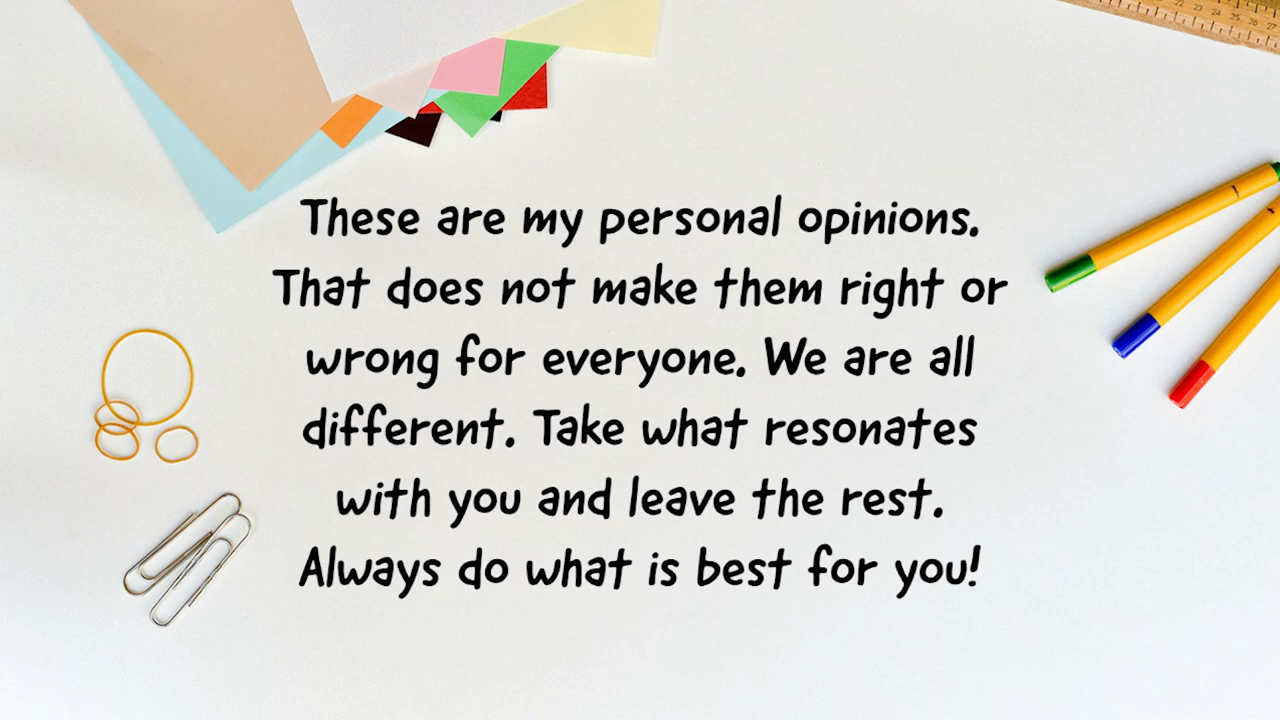 These are my personal opinions.
That does not make them right or
wrong for everyone. We are all
different. Take what resonates
with you and leave the rest.
Always do what is best for you!